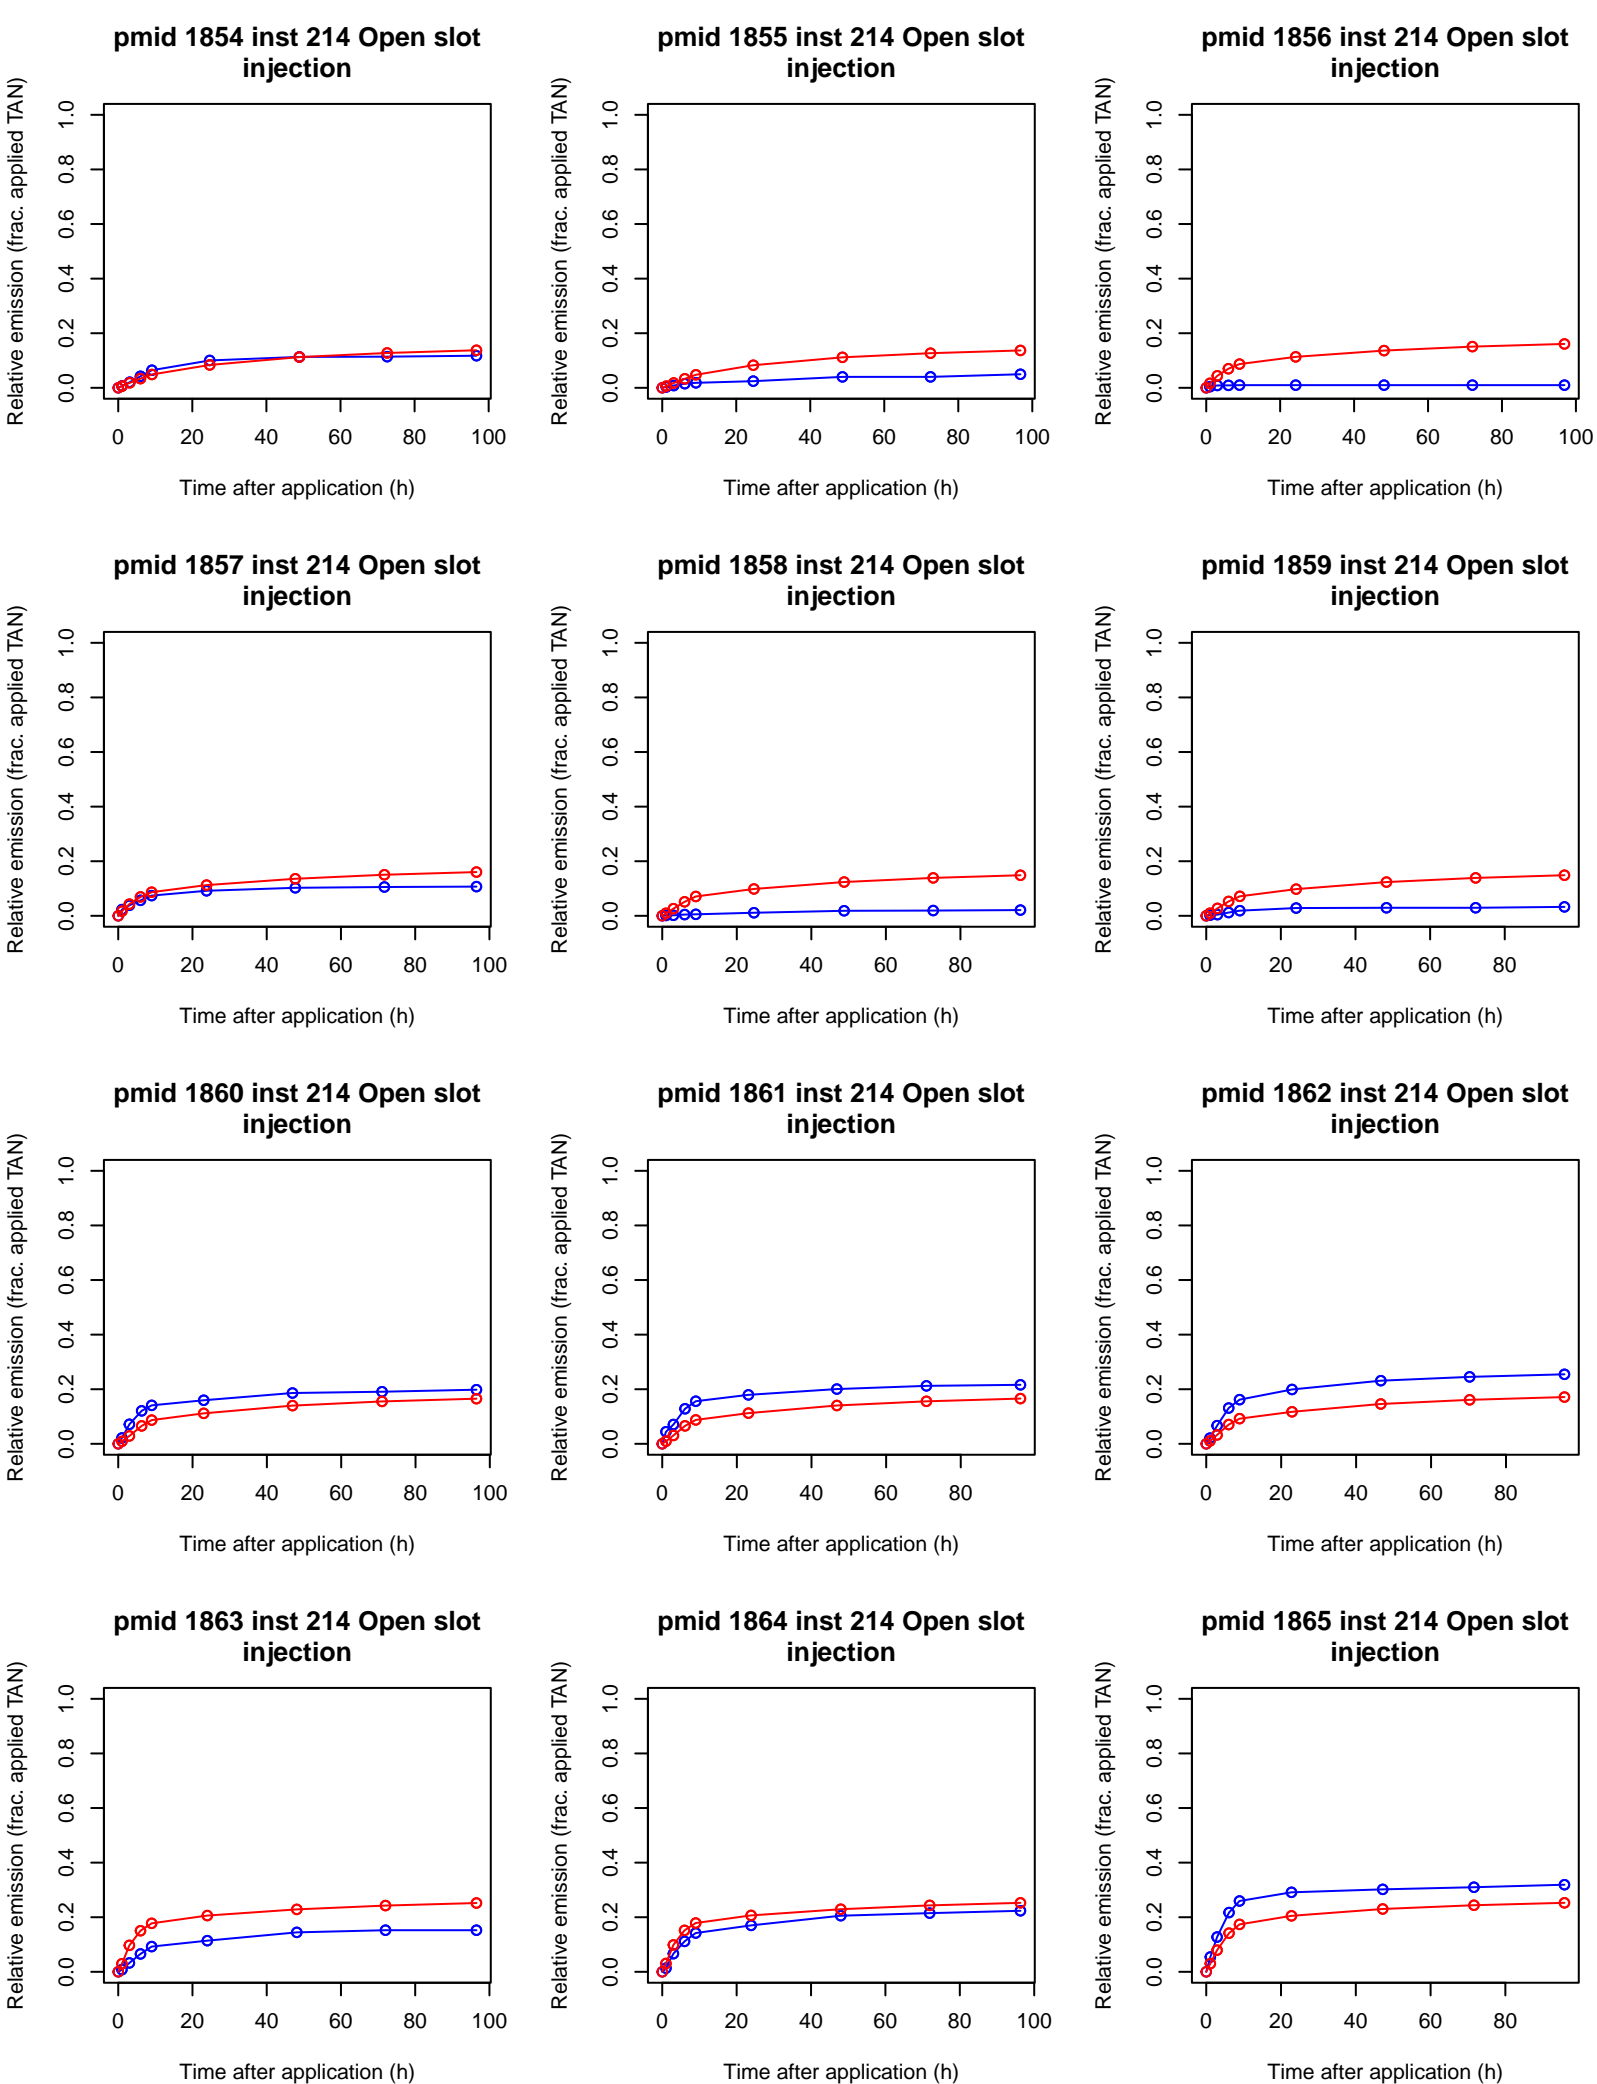 pmid 1854 inst 214 Open slot
injection
Relative emission (frac. applied TAN)
1.0
0.8
0.6
0.4
0.2
0.0
0 20 40 60 80 100
Time after application (h)
pmid 1855 inst 214 Open slot
injection
Relative emission (frac. applied TAN)
1.0
0.8
0.6
0.4
0.2
0.0
0 20 40 60 80 100
Time after application (h)
pmid 1856 inst 214 Open slot
injection
Relative emission (frac. applied TAN)
1.0
0.8
0.6
0.4
0.2
0.0
0 20 40 60 80 100
Time after application (h)
pmid 1857 inst 214 Open slot
injection
Relative emission (frac. applied TAN)
1.0
0.8
0.6
0.4
0.2
0.0
0 20 40 60 80 100
Time after application (h)
pmid 1858 inst 214 Open slot
injection
Relative emission (frac. applied TAN)
1.0
0.8
0.6
0.4
0.2
0.0
0 20 40 60 80
Time after application (h)
pmid 1859 inst 214 Open slot
injection
Relative emission (frac. applied TAN)
1.0
0.8
0.6
0.4
0.2
0.0
0 20 40 60 80
Time after application (h)
pmid 1860 inst 214 Open slot
injection
Relative emission (frac. applied TAN)
1.0
0.8
0.6
0.4
0.2
0.0
0 20 40 60 80 100
Time after application (h)
pmid 1861 inst 214 Open slot
injection
Relative emission (frac. applied TAN)
1.0
0.8
0.6
0.4
0.2
0.0
0 20 40 60 80
Time after application (h)
pmid 1862 inst 214 Open slot
injection
Relative emission (frac. applied TAN)
1.0
0.8
0.6
0.4
0.2
0.0
0 20 40 60 80
Time after application (h)
pmid 1863 inst 214 Open slot
injection
Relative emission (frac. applied TAN)
1.0
0.8
0.6
0.4
0.2
0.0
0 20 40 60 80 100
Time after application (h)
pmid 1864 inst 214 Open slot
injection
Relative emission (frac. applied TAN)
1.0
0.8
0.6
0.4
0.2
0.0
0 20 40 60 80 100
Time after application (h)
pmid 1865 inst 214 Open slot
injection
Relative emission (frac. applied TAN)
1.0
0.8
0.6
0.4
0.2
0.0
0 20 40 60 80
Time after application (h)